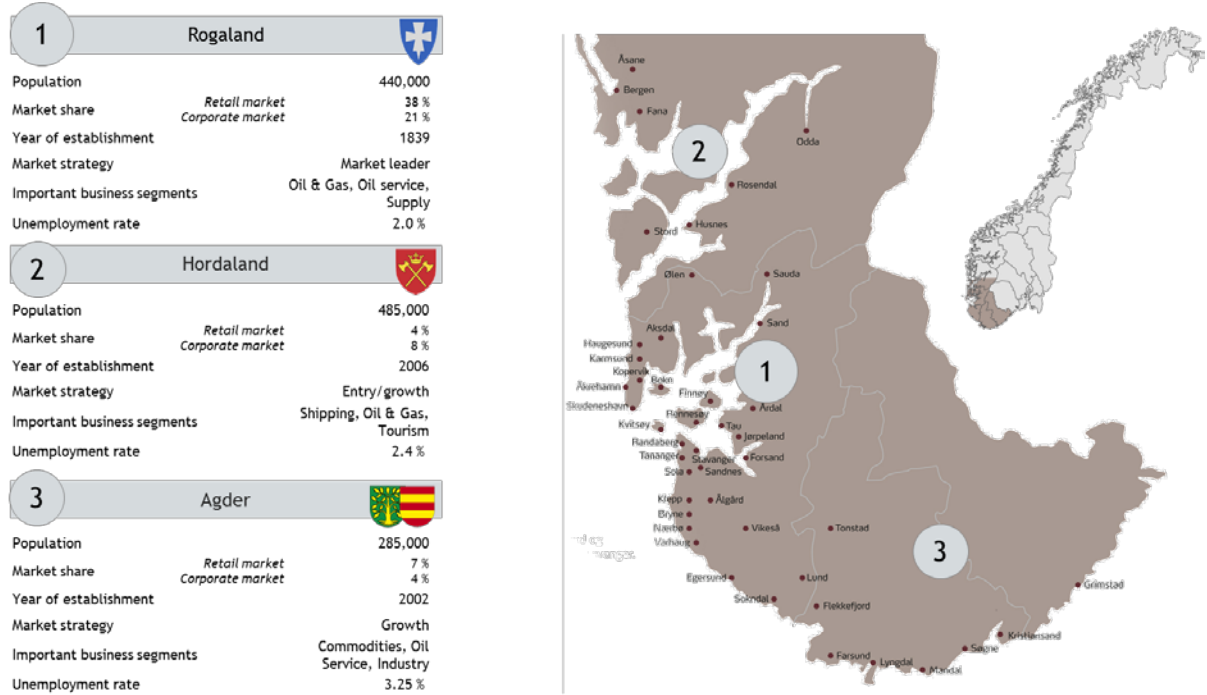 1
Rogaland
Population 440,000
Market share Retail market 38 %
Corporate market 21 %
Year of establishment 1839
Market strategy Market leader
Important business segments Oil & Gas, Oil service,
Supply
Unemployment rate 2.0 %
2
Hordaland
Population 485,000
Market share Retail market 4 %
Corporate market 8 %
Year of establishment 2006
Market strategy Entry/growth
Important business segments Shipping, Oil & Gas,
Tourism
Unemployment rate 2.4 %
3
Agder
Population 285,000
Market share Retail market 7 %
Corporate market 4 %
Year of establishment 2002
Market strategy Growth
Important business segments Commodities, Oil
Service, Industry
Unemployment rate 3.25 %
Åsane
Bergen
Fana
Odda
2
Rosendal
Husnes
Stord
Ølen
Sauda
Sand
Aksdal
Haugesund
Karmsund
Kopervik
Bokn
1
Åkrehamn
Finnøy
Skudeneshavn
Årdal
Rennesøy
Kvitsøy
Tau
Jørpeland
Randaberg
Stavanger
Tananger
Forsand
Sola
Sandnes
Klepp
Ålgård
Bryne
Nærbø
Vikeså
Tonstad
Varhaug
3
Egersund
Lund
Grimstad
Sokndal
Flekkefjord
Kristiansand
Søgne
Farsund
Lyngdal
Mandal